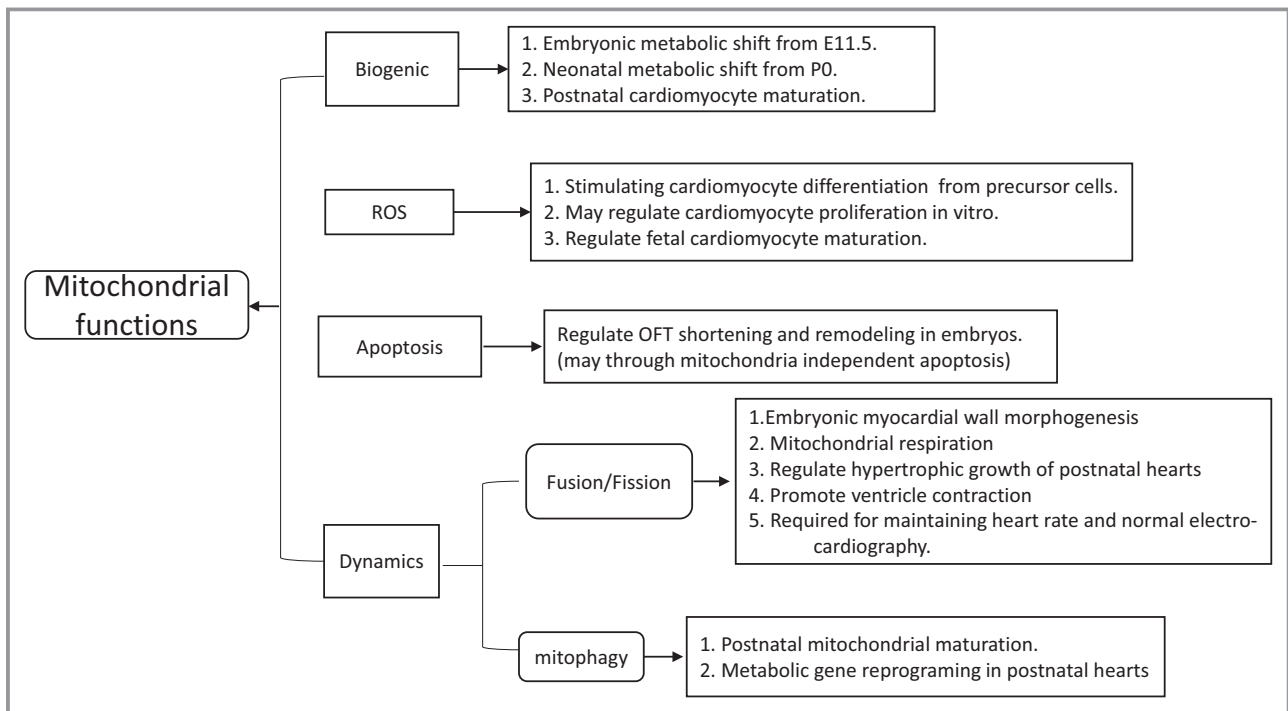 Biogenic
1. Embryonic metabolic shift from E11.5.
2. Neonatal metabolic shift from P0.
3. Postnatal cardiomyocyte maturation.
ROS
1. Stimulating cardiomyocyte differentiation  from precursor cells.
2. May regulate cardiomyocyte proliferation in vitro.
3. Regulate fetal cardiomyocyte maturation.
Mitochondrial
functions
Apoptosis
Regulate OFT shortening and remodeling in embryos.
(may through mitochondria independent apoptosis)
Dynamics
Fusion/Fission
1.Embryonic myocardial wall morphogenesis
2. Mitochondrial respiration
3. Regulate hypertrophic growth of postnatal hearts
4. Promote ventricle contraction
5. Required for maintaining heart rate and normal electro-
cardiography.
mitophagy
1. Postnatal mitochondrial maturation.
2. Metabolic gene reprograming in postnatal hearts